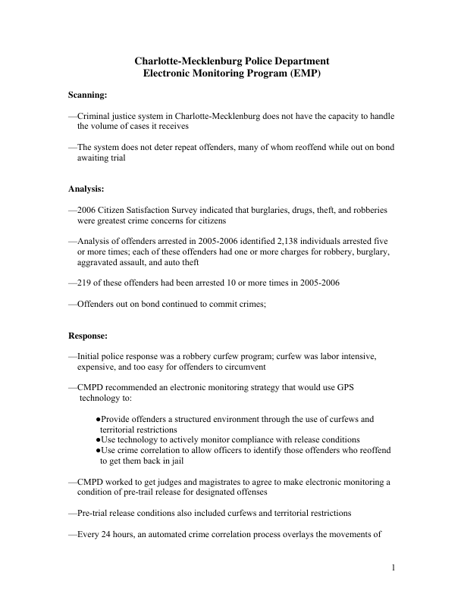 Charlotte-Mecklenburg Police Department
Electronic Monitoring Program (EMP)
Scanning:
—Criminal justice system in Charlotte-Mecklenburg does not have the capacity to handle
the volume of cases it receives
—The system does not deter repeat offenders, many of whom reoffend while out on bond
awaiting trial
Analysis:
—2006 Citizen Satisfaction Survey indicated that burglaries, drugs, theft, and robberies
were greatest crime concerns for citizens
—Analysis of offenders arrested in 2005-2006 identified 2,138 individuals arrested five
or more times; each of these offenders had one or more charges for robbery, burglary,
aggravated assault, and auto theft
—219 of these offenders had been arrested 10 or more times in 2005-2006
—Offenders out on bond continued to commit crimes;
Response:
—Initial police response was a robbery curfew program; curfew was labor intensive,
expensive, and too easy for offenders to circumvent
—CMPD recommended an electronic monitoring strategy that would use GPS
technology to:
●Provide offenders a structured environment through the use of curfews and
territorial restrictions
●Use technology to actively monitor compliance with release conditions
●Use crime correlation to allow officers to identify those offenders who reoffend
to get them back in jail
—CMPD worked to get judges and magistrates to agree to make electronic monitoring a
condition of pre-trail release for designated offenses
—Pre-trial release conditions also included curfews and territorial restrictions
—Every 24 hours, an automated crime correlation process overlays the movements of
1